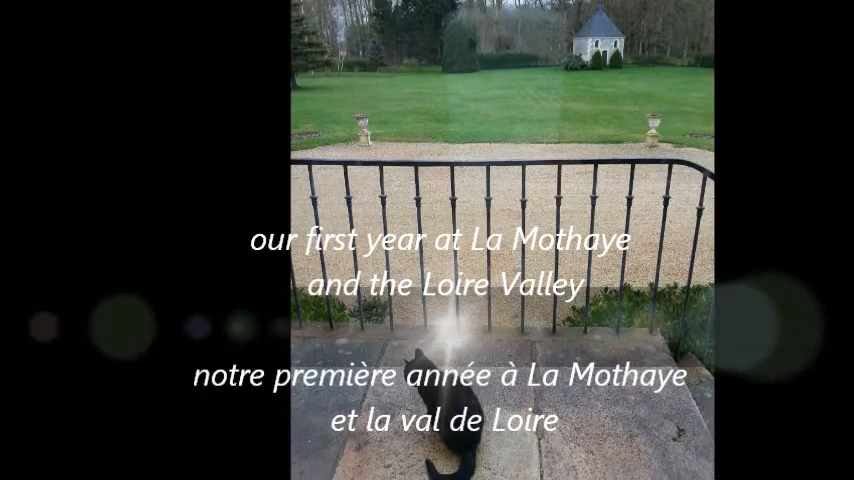 our first year at La Mothaye
and the Loire Valley
notre première année à La Mothaye
et la val de Loire